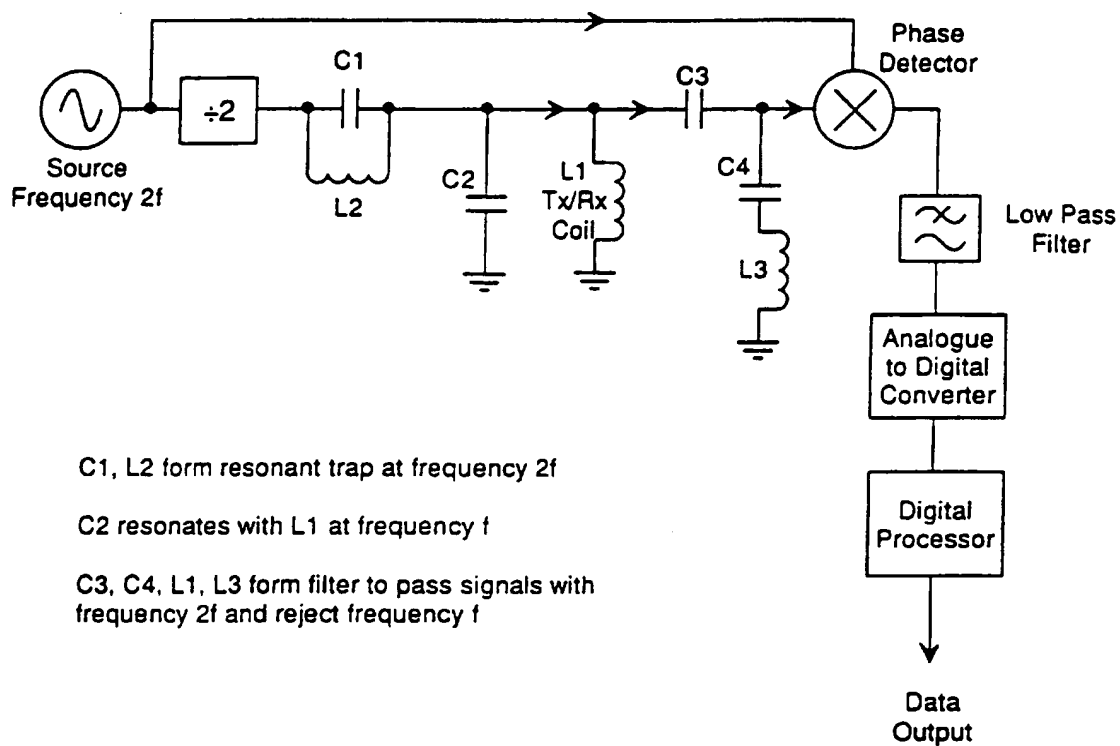 Phase
Detector
C1
C3
÷2
Source
Frequency 2f
L2
C2
L1
Tx/Rx
Coil
C4
L3
Low Pass
Filter
Analogue
to Digital
Converter
C1, L2 form resonant trap at frequency 2f
C2 resonates with L1 at frequency f
C3, C4, L1, L3 form filter to pass signals with
frequency 2f and reject frequency f
Digital
Processor
Data
Output